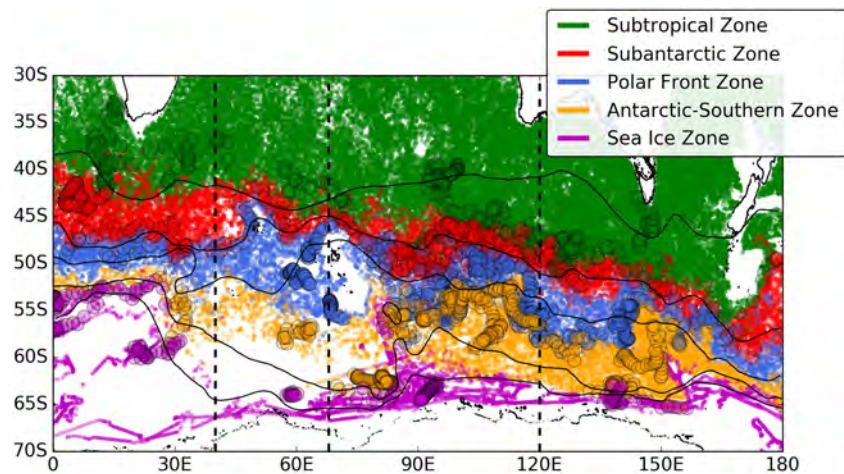 Subtropical Zone
Subantarctic Zone
Polar Front Zone
Antarctic-Southern Zone
Sea Ice Zone
30S
35S
40S
45S
50S
55S
60S
65S
70S
0 30E 60E 90E 120E 150E 180